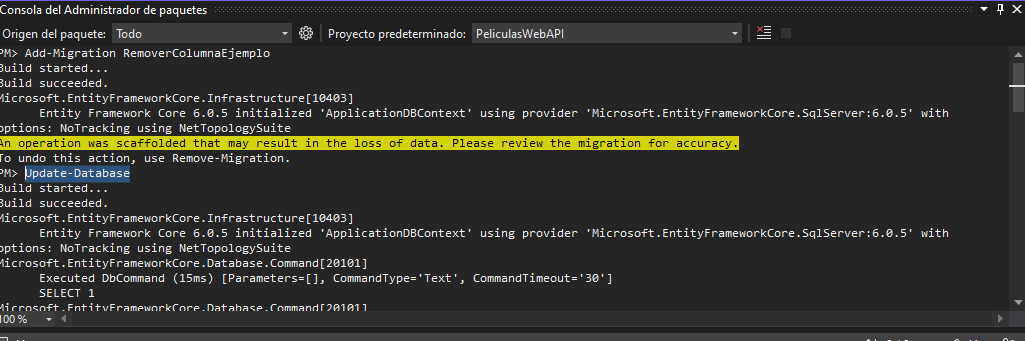 Consola del Administrador de paquetes
Origen del paquete: Todo Proyecto predeterminado: PeliculasWebAPI
PM> Add-Migration RemoverColumnaEjemplo
Build started...
Build succeeded.
Microsoft.EntityFrameworkCore.Infrastructure[10403]
Entity Framework Core 6.0.5 initialized 'ApplicationDBContext' using provider 'Microsoft.EntityFrameworkCore.SqlServer:6.0.5' with
options: NoTracking using NetTopologySuite
An operation was scaffolded that may result in the loss of data. Please review the migration for accuracy.
To undo this action, use Remove-Migration.
PM> Update-Database
Build started...
Build succeeded.
Microsoft.EntityFrameworkCore.Infrastructure[10403]
Entity Framework Core 6.0.5 initialized 'ApplicationDBContext' using provider 'Microsoft.EntityFrameworkCore.SqlServer:6.0.5' with
options: NoTracking using NetTopologySuite
Microsoft.EntityFrameworkCore.Database.Command[20101]
Executed DbCommand (15ms) [Parameters=[], CommandType='Text', CommandTimeout='30']
SELECT 1
Microsoft.EntityFrameworkCore.Database.Command[20101]
100 %